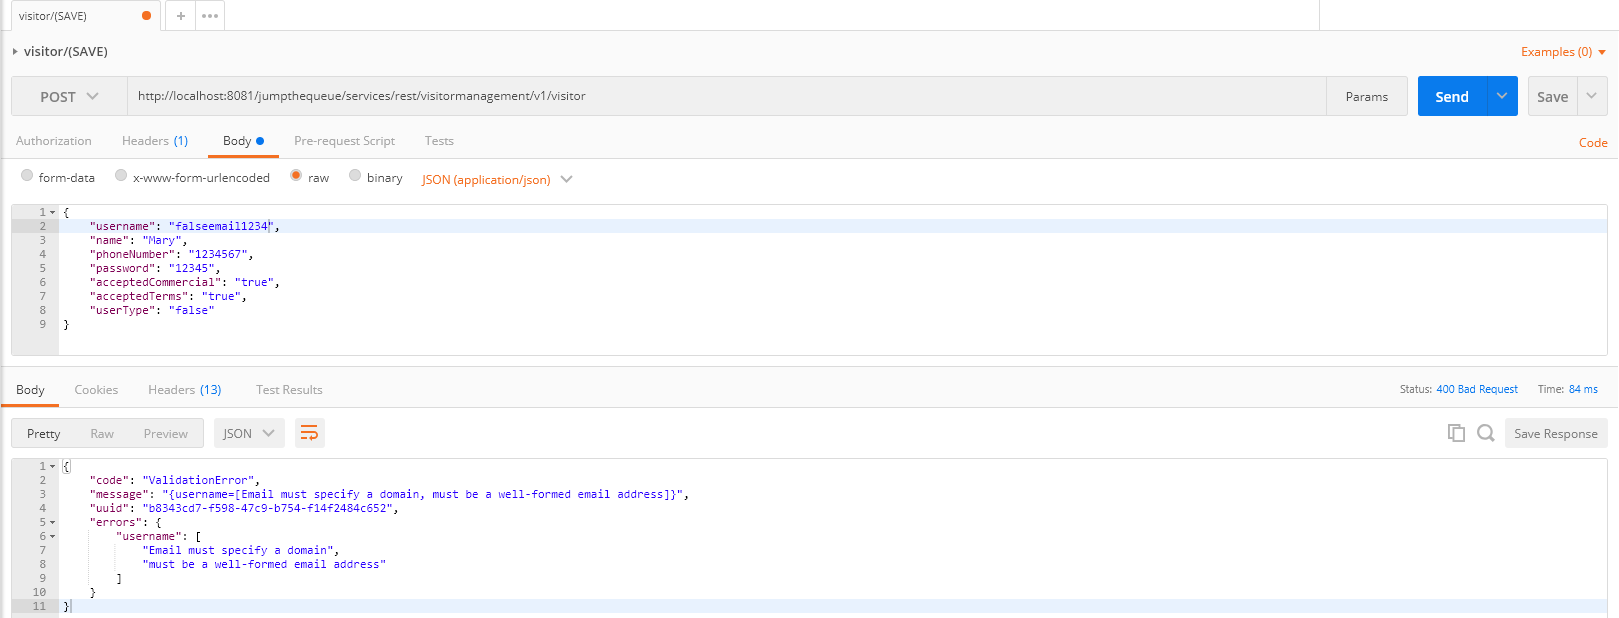 visitor/(SAVE)
+
•••
visitor/(SAVE)
Examples (0)
POST
http://localhost:8081/jumpthequeue/services/rest/visitormanagement/v1/visitor
Params
Send
Save
Authorization
Headers (1)
Body
Pre-request Script
Tests
Code
form-data
x-www-form-urlencoded
raw
binary
JSON (application/json)
1 {
2 "username": "falseemail1234",
3 "name": "Mary",
4 "phoneNumber": "1234567",
5 "password": "12345",
6 "acceptedCommercial": "true",
7 "acceptedTerms": "true",
8 "userType": "false"
9 }
Body
Cookies
Headers (13)
Test Results
Status: 400 Bad Request
Time: 84 ms
Pretty
Raw
Preview
JSON
Save Response
1 {
2 "code": "ValidationError",
3 "message": "{username=[Email must specify a domain, must be a well-formed email address]}",
4 "uuid": "b8343cd7-f598-47c9-b754-f14f2484c652",
5 "errors": {
6 "username": [
7 "Email must specify a domain",
8 "must be a well-formed email address"
9 ]
10 }
11 }